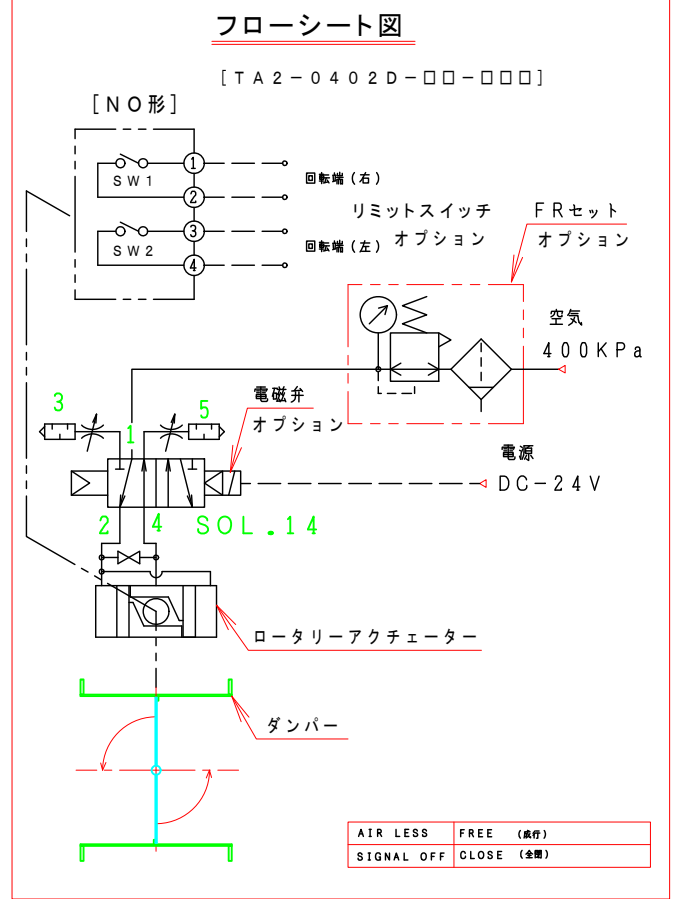 フローシート図
[TA2-0402D-□□-□□□]
[NO形]
1
SW1
2
回転端(右)
3
SW2
4
回転端(左)
リミットスイッチ
オプション
FRセット
オプション
空気
400KPa
3
1
5
電磁弁
オプション
電源
DC-24V
2
4
SOL.14
ロータリーアクチェーター
ダンパー
AIR LESS FREE (成行)
SIGNAL OFF CLOSE (全閉)